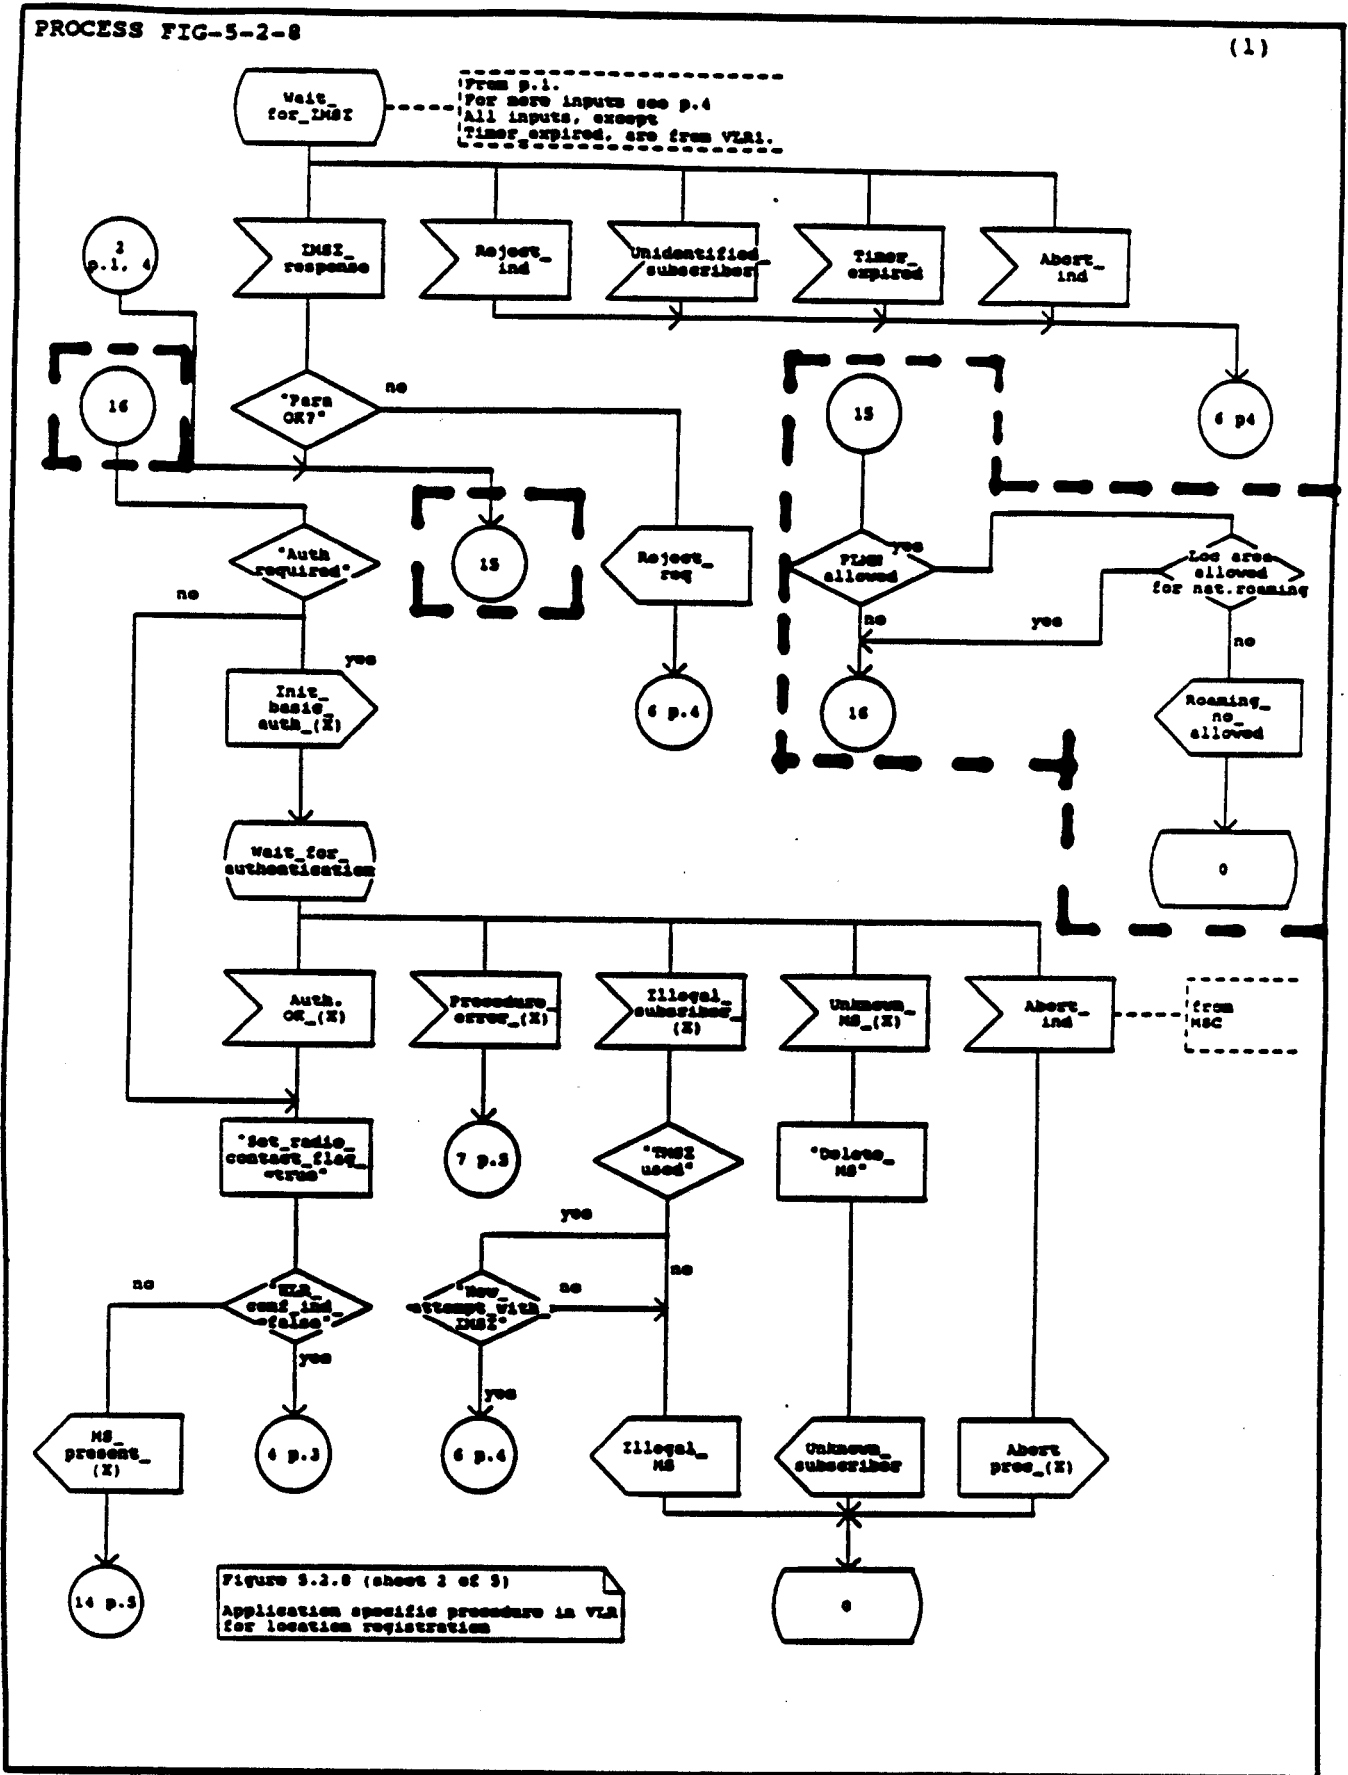 PROCESS FIG-5-2-8
(1)
Wait_
for_IMSI
From p.1.
For more inputs see p.4
All inputs, except
Timer_expired, are from VLR1.
2
p.1, 4
IMSI_
response
Reject_
ind
Unidentified_
subscriber
Timer_
expired
Abort_
ind
16
"Para
OK?"
no
15
6 p4
"Auth
required"
15
Reject_
req
PLMN
allowed
yes
Loc area
allowed
for nat.roaming
no
no
yes
no
yes
Init_
basic_
auth_(X)
6 p.4
16
Roaming_
no_
allowed
Wait_for_
authentication
0
Auth.
OK_(X)
Procedure_
error_(X)
Illegal_
subscriber_
(X)
Unknown_
MS_(X)
Abort_
ind
from
MSC
"Set_radio_
contact_flag_
=true"
7 p.5
"TMSI
used"
"Delete_
MS"
yes
no
no
"HLR_
conf_ind_
=false"
"New_
attempt_with_
IMSI"
no
yes
yes
MS_
present_
(X)
4 p.3
6 p.4
Illegal_
MS
Unknown_
subscriber
Abort
proc_(X)
14 p.5
Figure 5.2.8 (sheet 2 of 5)
Application specific procedure in VLR
for location registration
0